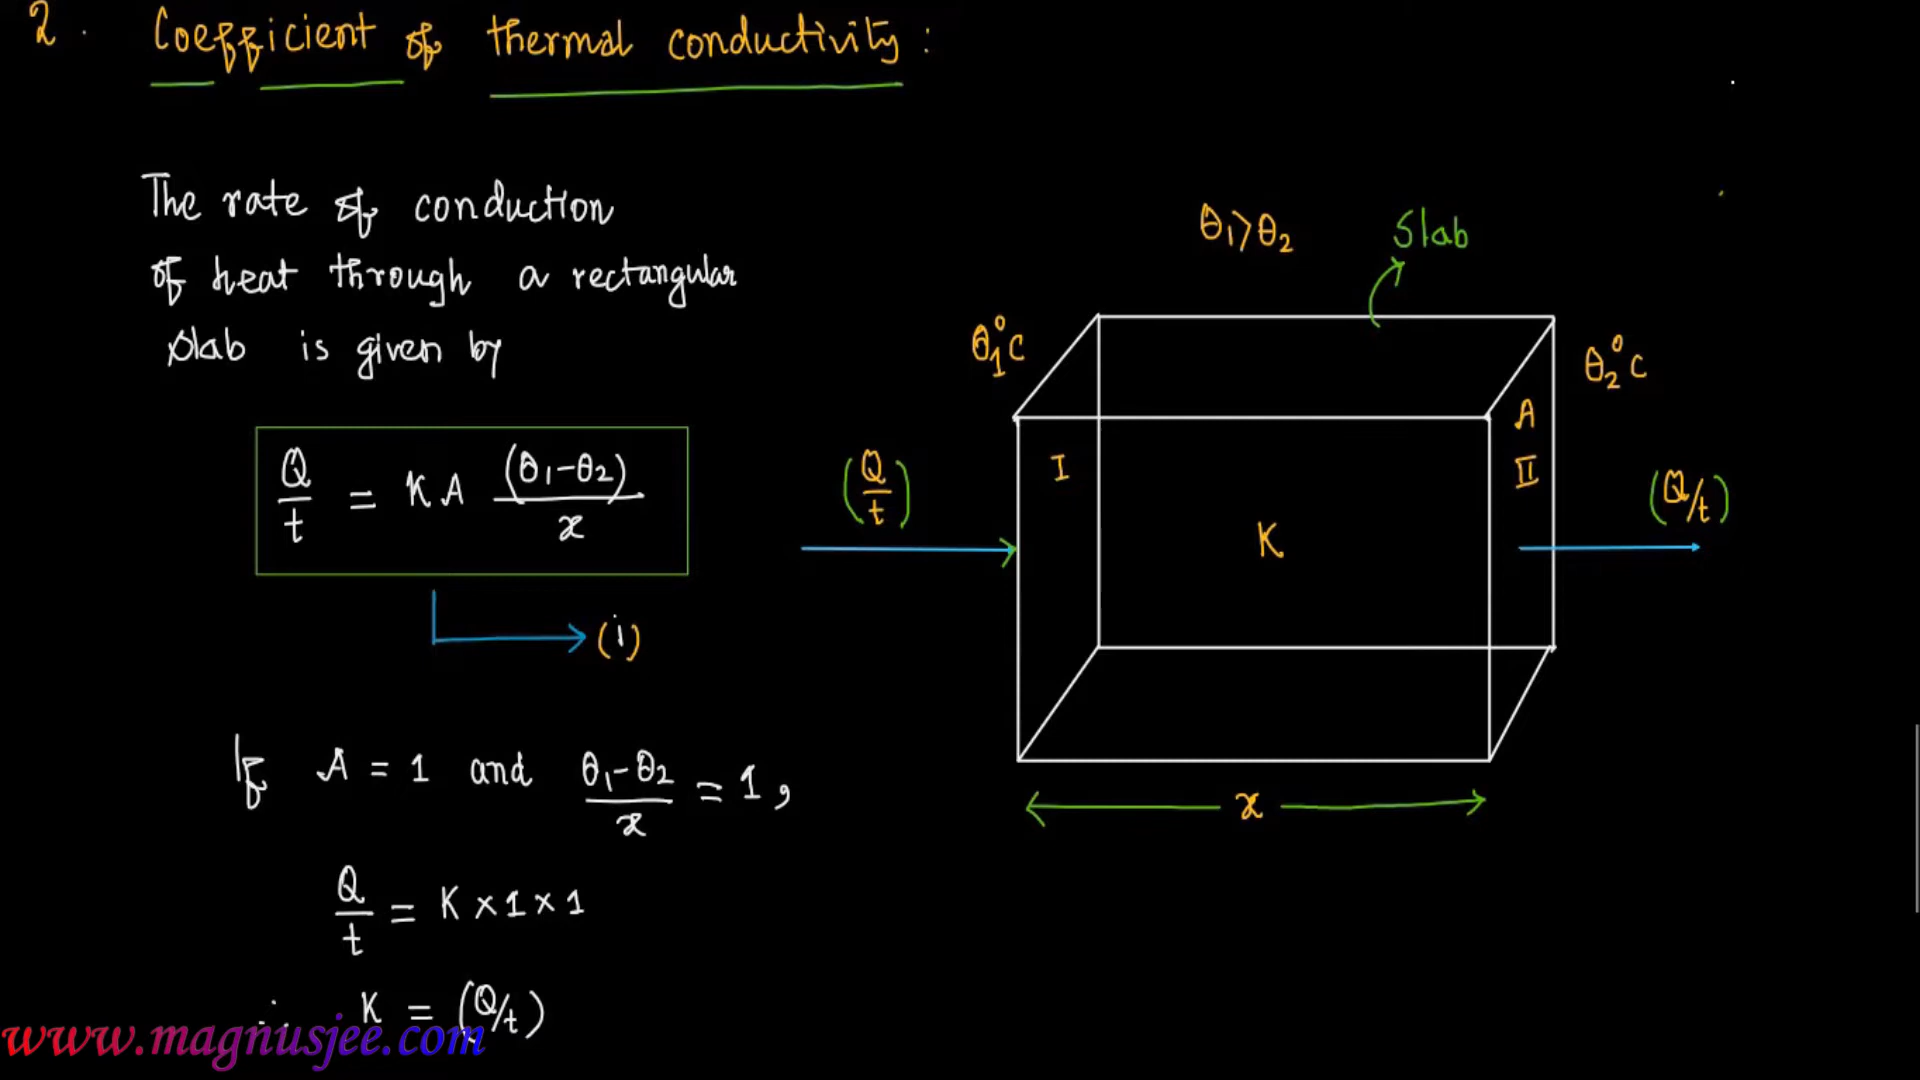 2. Coefficient of thermal conductivity:
The rate of conduction
of heat through a rectangular
slab is given by
Q/t = KA (θ1-θ2)/x
(i)
If A = 1 and θ1-θ2/x = 1,
Q/t = K × 1 × 1
∴ K = (Q/t)
θ1>θ2
Slab
θ1°C
θ2°C
A
I
II
(Q/t)
(Q/t)
K
x
www.magnusjee.com